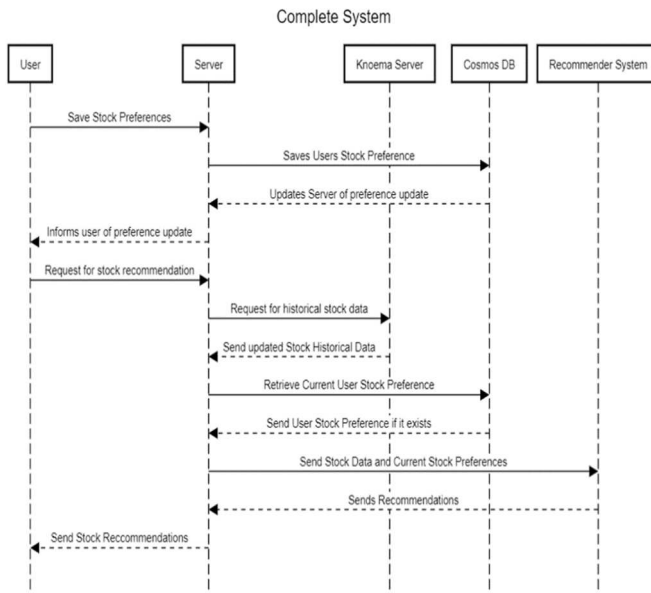 Complete System
User
Server
Knoema Server
Cosmos DB
Recommender System
Save Stock Preferences
Saves Users Stock Preference
Updates Server of preference update
Informs user of preference update
Request for stock recommendation
Request for historical stock data
Send updated Stock Historical Data
Retrieve Current User Stock Preference
Send User Stock Preference if it exists
Send Stock Data and Current Stock Preferences
Sends Recommendations
Send Stock Reccommendations